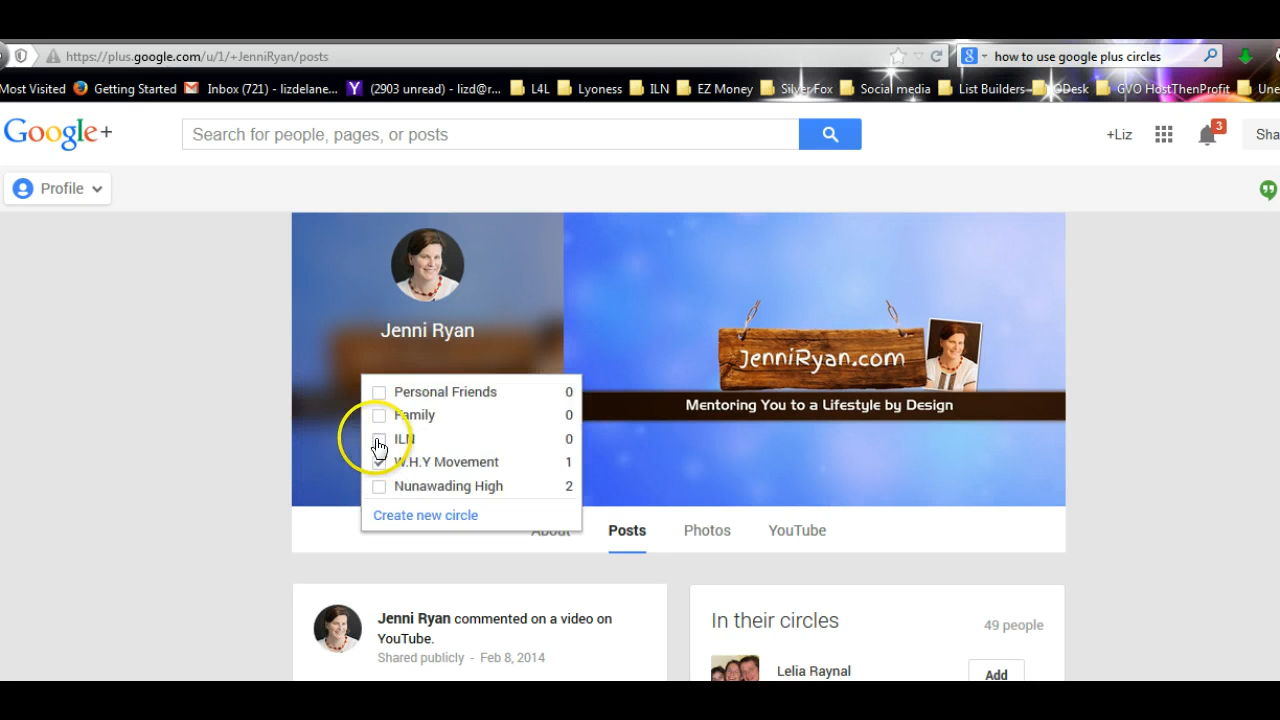 https://plus.google.com/u/1/+JenniRyan/posts
how to use google plus circles
Most Visited Getting Started Inbox (721) - lizdelane... (2903 unread) - lizd@r... L4L Lyoness ILN EZ Money Silver Fox Social media List Builders ODesk GVO HostThenProfit Une
Google+
Search for people, pages, or posts
+Liz
3
Sha
Profile
Jenni Ryan
JenniRyan.com
Mentoring You to a Lifestyle by Design
Personal Friends 0
Family 0
ILN 0
W.H.Y Movement 1
Nunawading High 2
Create new circle
About Posts Photos YouTube
Jenni Ryan commented on a video on
YouTube.
Shared publicly - Feb 8, 2014
In their circles 49 people
Lelia Raynal Add